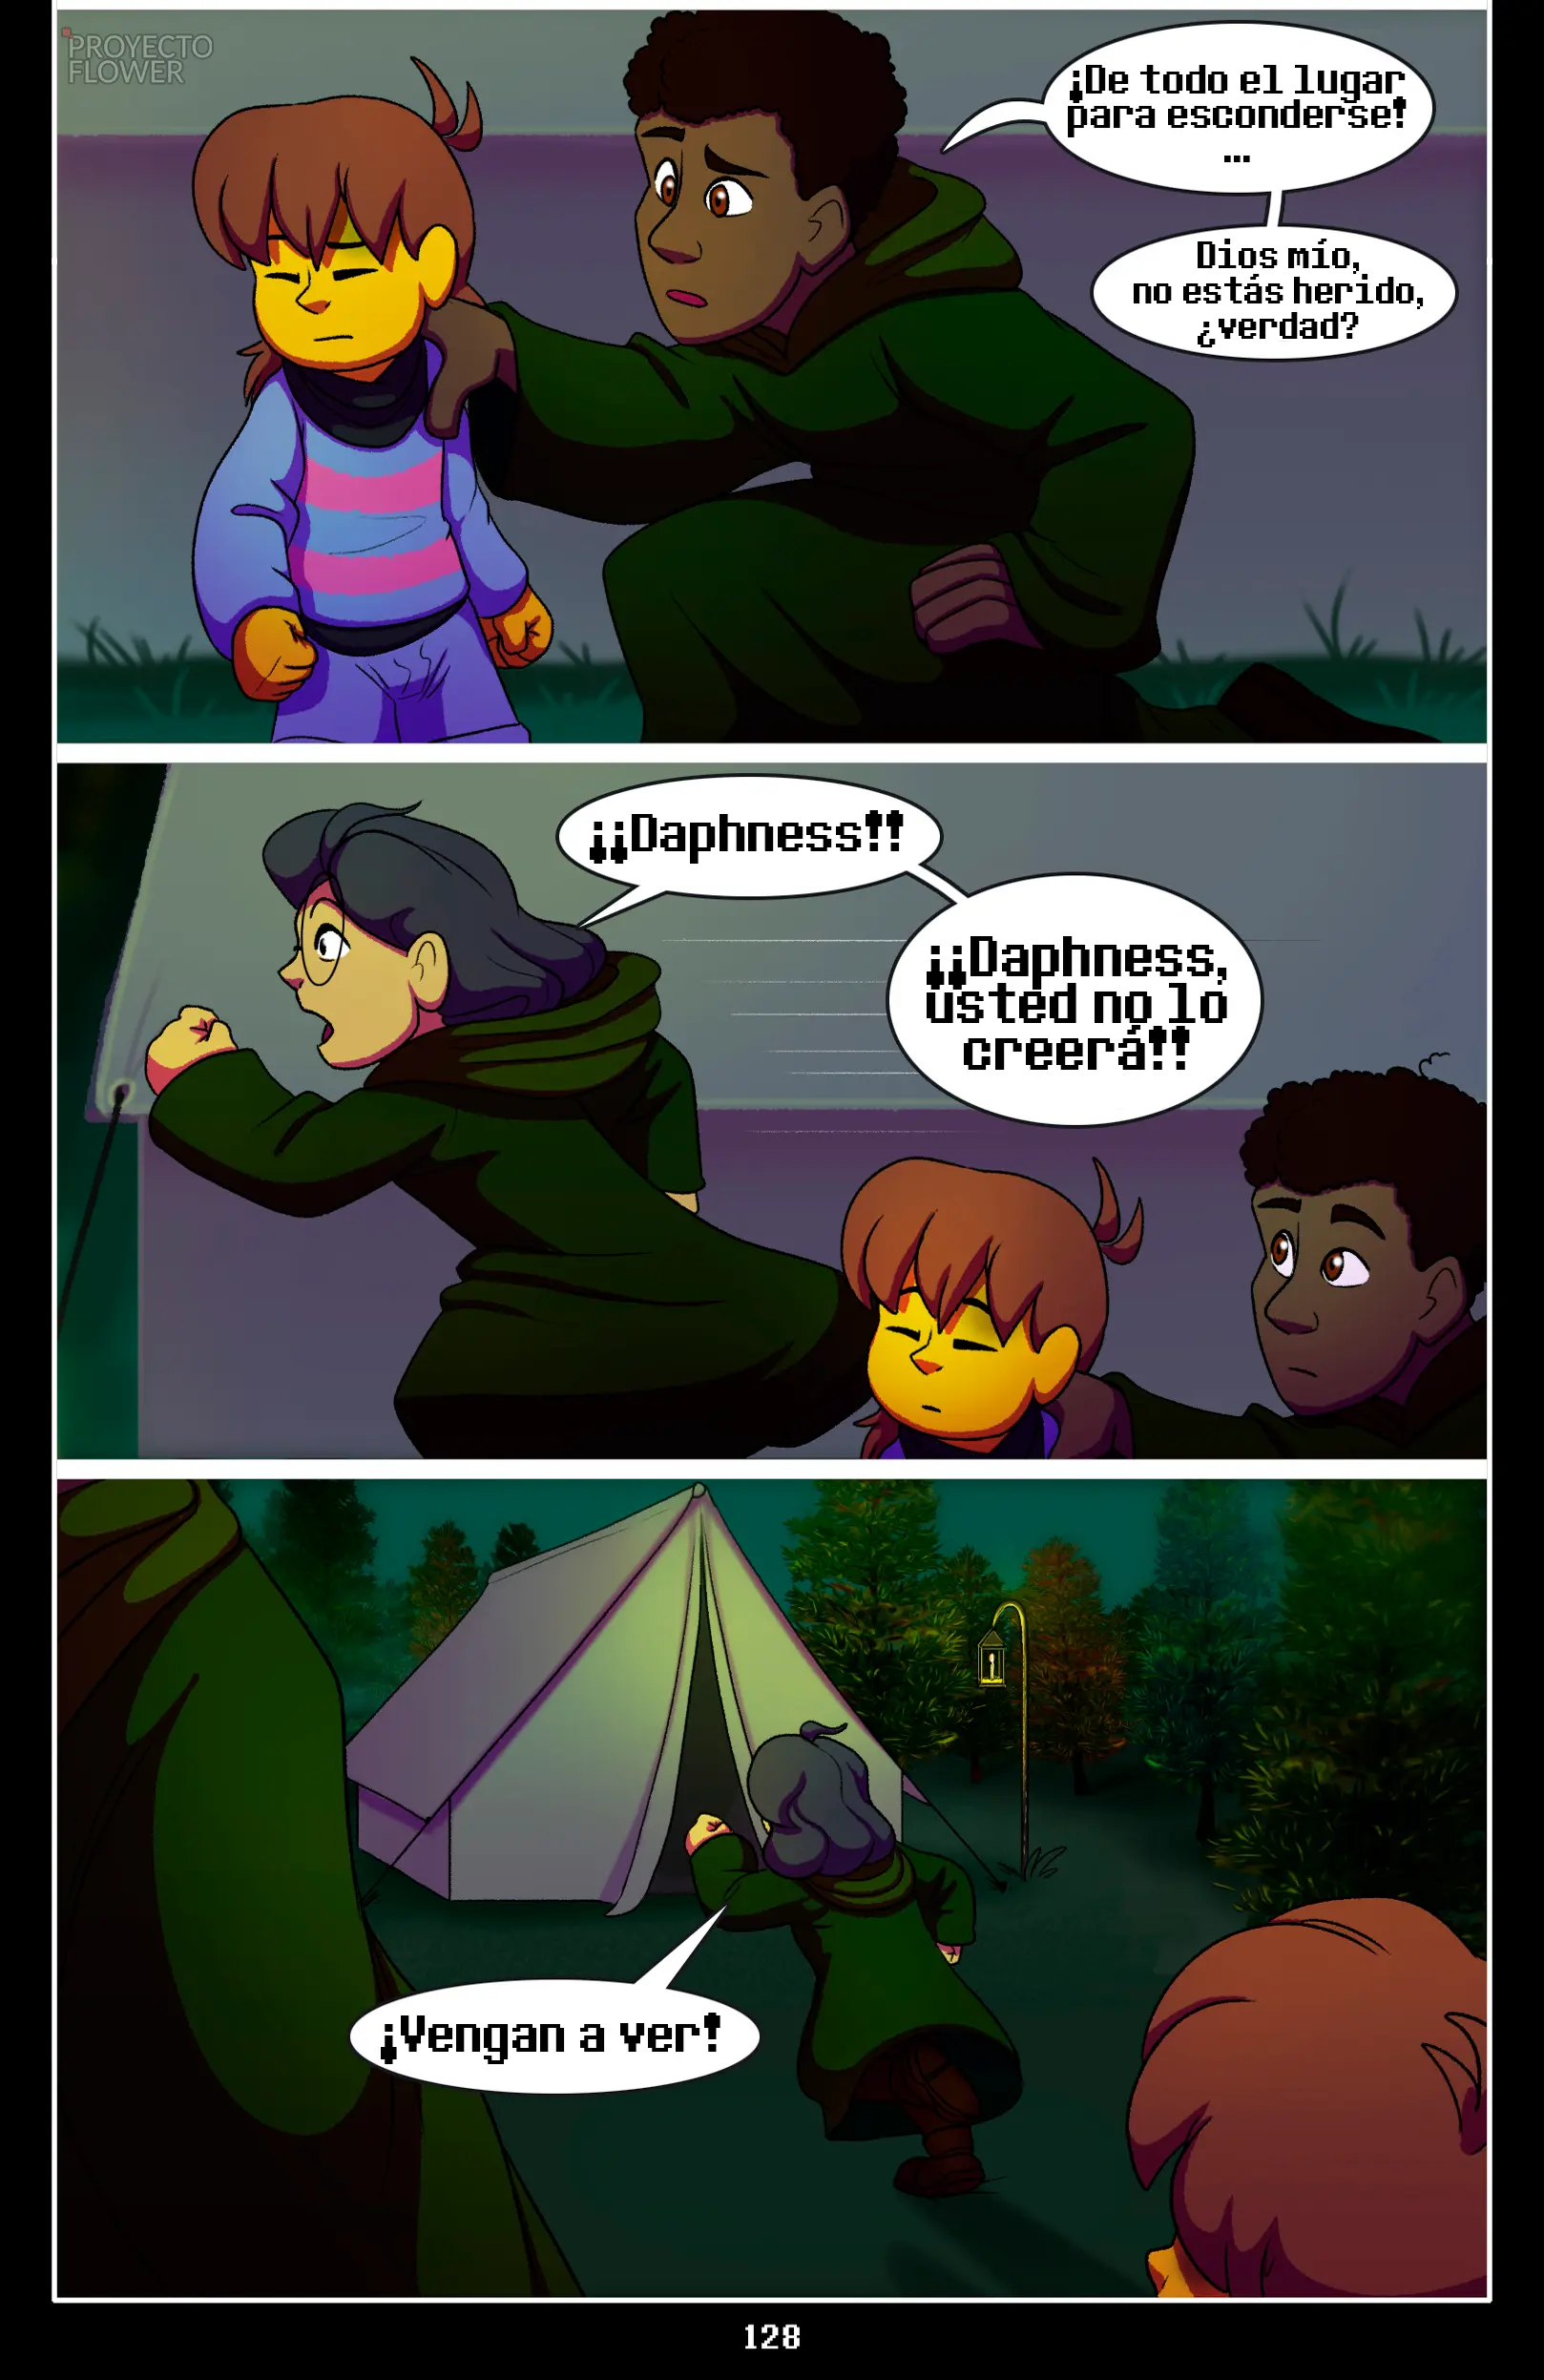 PROYECTO
FLOWER
¡De todo el lugar
para esconderse!
...
Dios mío,
no estás herido,
¿verdad?
¡¡Daphness!!
¡¡Daphness,
usted no lo
creerá!!
¡Vengan a ver!
128